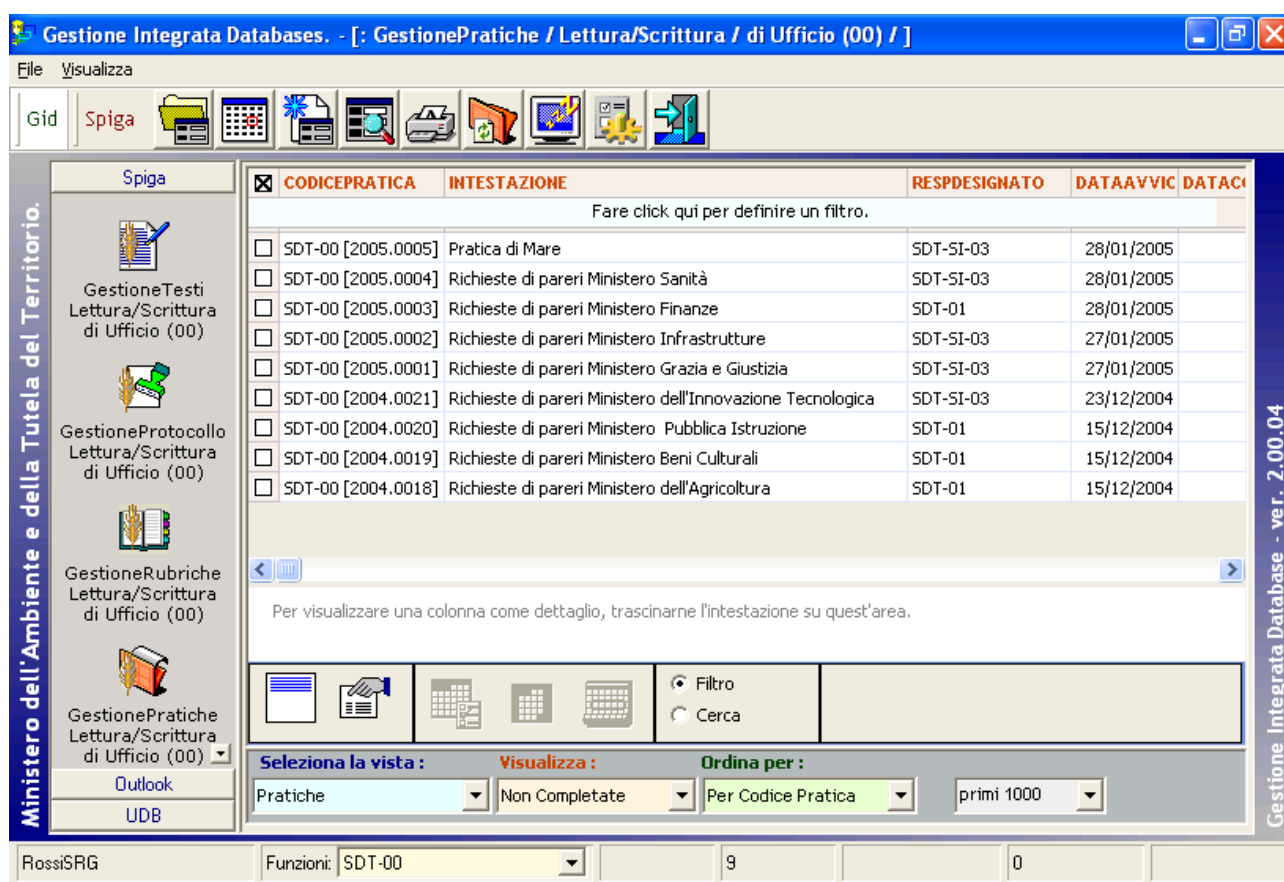 Gestione Integrata Databases. - [: GestionePratiche / Lettura/Scrittura / di Ufficio (00) / ]
File Visualizza
Gid Spiga
Ministero dell'Ambiente e della Tutela del Territorio.
Spiga
GestioneTesti
Lettura/Scrittura
di Ufficio (00)
GestioneProtocollo
Lettura/Scrittura
di Ufficio (00)
GestioneRubriche
Lettura/Scrittura
di Ufficio (00)
GestionePratiche
Lettura/Scrittura
di Ufficio (00)
Outlook
UDB
CODICEPRATICA INTESTAZIONE RESPDESIGNATO DATAAVVIC DATACO
Fare click qui per definire un filtro.
SDT-00 [2005.0005] Pratica di Mare SDT-SI-03 28/01/2005
SDT-00 [2005.0004] Richieste di pareri Ministero Sanità SDT-SI-03 28/01/2005
SDT-00 [2005.0003] Richieste di pareri Ministero Finanze SDT-01 28/01/2005
SDT-00 [2005.0002] Richieste di pareri Ministero Infrastrutture SDT-SI-03 27/01/2005
SDT-00 [2005.0001] Richieste di pareri Ministero Grazia e Giustizia SDT-SI-03 27/01/2005
SDT-00 [2004.0021] Richieste di pareri Ministero dell'Innovazione Tecnologica SDT-SI-03 23/12/2004
SDT-00 [2004.0020] Richieste di pareri Ministero Pubblica Istruzione SDT-01 15/12/2004
SDT-00 [2004.0019] Richieste di pareri Ministero Beni Culturali SDT-01 15/12/2004
SDT-00 [2004.0018] Richieste di pareri Ministero dell'Agricoltura SDT-01 15/12/2004
Per visualizzare una colonna come dettaglio, trascinarne l'intestazione su quest'area.
Filtro
Cerca
Seleziona la vista : Visualizza : Ordina per :
Pratiche Non Completate Per Codice Pratica primi 1000
Gestione Integrata Database - ver. 2.00.04
RossiSRG Funzioni: SDT-00 9 0